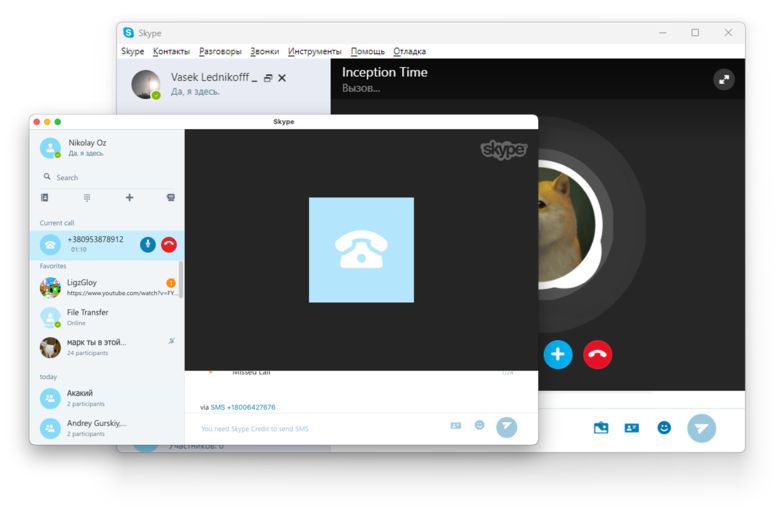 Skype
Skype Контакты Разговоры Звонки Инструменты Помощь Отладка
Vasek Lednikofff
Да, я здесь.
Inception Time
Вызов...
Skype
Nikolay Oz
Да, я здесь.
Search
Current call
+380953878912
01:10
Favorites
LigzGloy
https://www.youtube.com/watch?v=FY...
File Transfer
Online
марк ты в этой...
24 participants
today
Акакий
2 participants
Andrey Gurskiy,...
2 participants
skype
Missed Call
via SMS +18006427676
You need Skype Credit to send SMS
Участников: 0